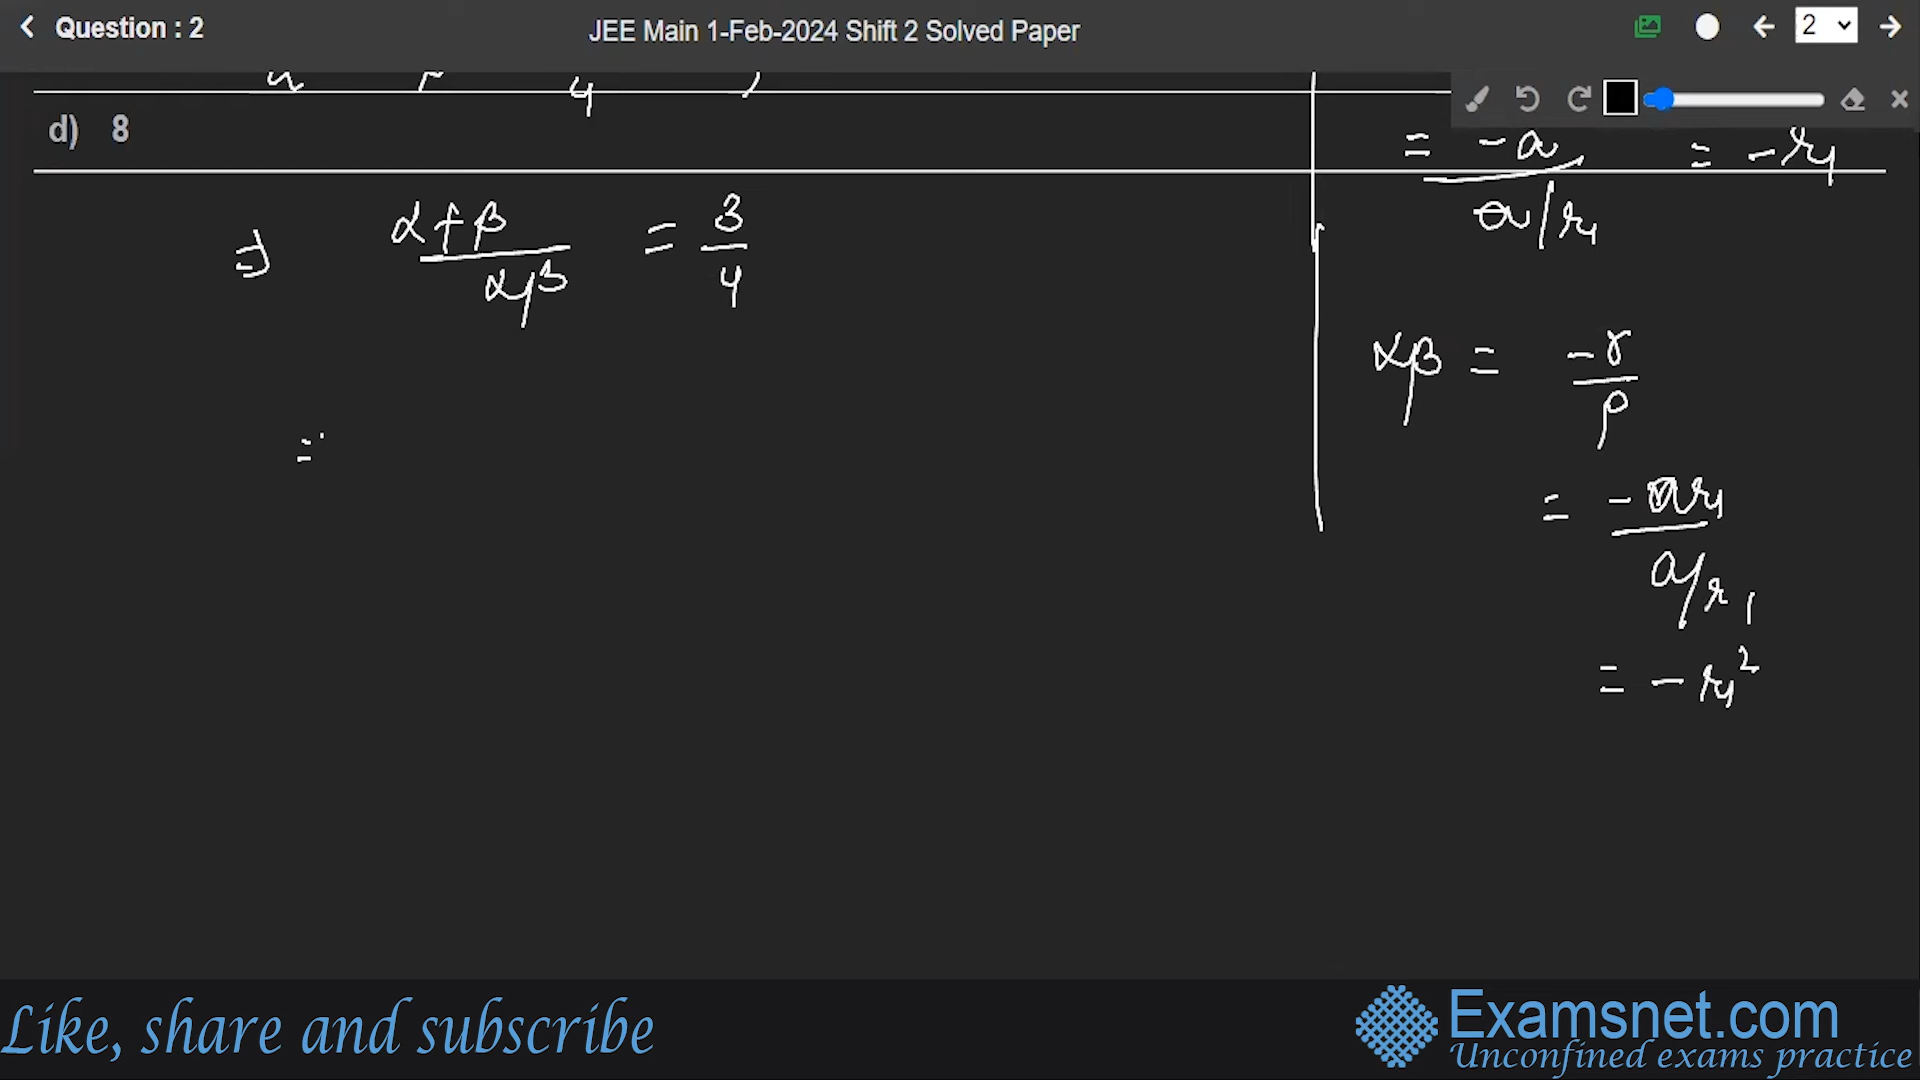 Question : 2
JEE Main 1-Feb-2024 Shift 2 Solved Paper
2
d) 8
= -a / a/r₁ = -r₁
⇒ α+β / αβ = 3/4
αβ = -r/p
= -ar₁ / a/r₁
= -r₁²
=
Like, share and subscribe
Examsnet.com
Unconfined exams practice